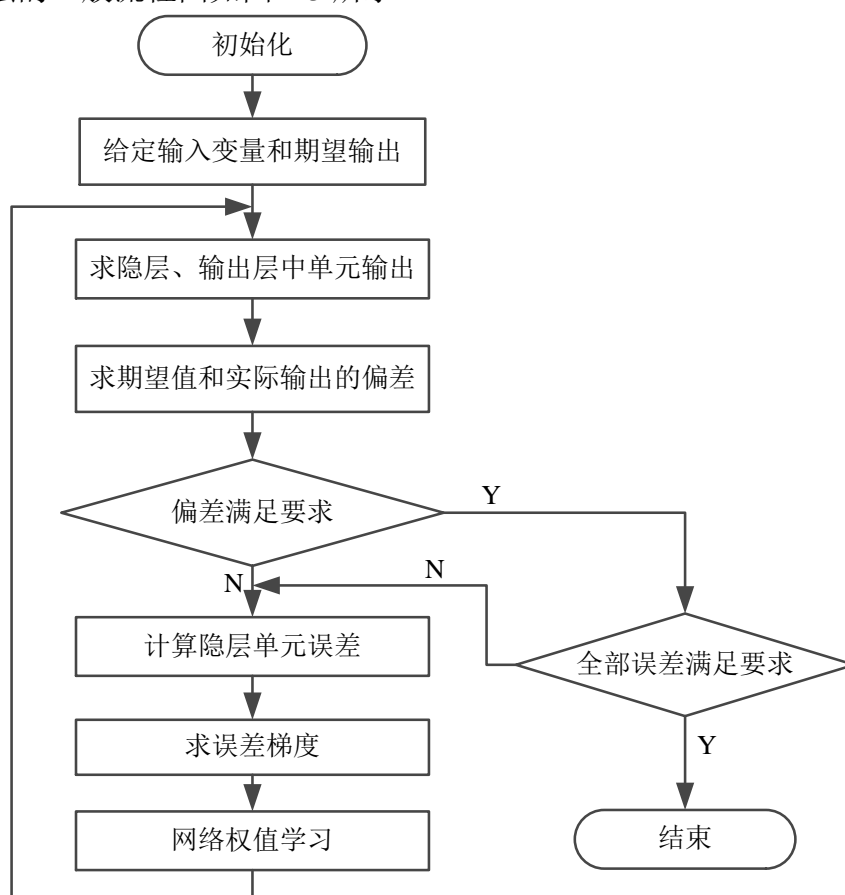 初始化
给定输入变量和期望输出
求隐层、输出层中单元输出
求期望值和实际输出的偏差
偏差满足要求
Y
N
N
计算隐层单元误差
全部误差满足要求
求误差梯度
Y
网络权值学习
结束